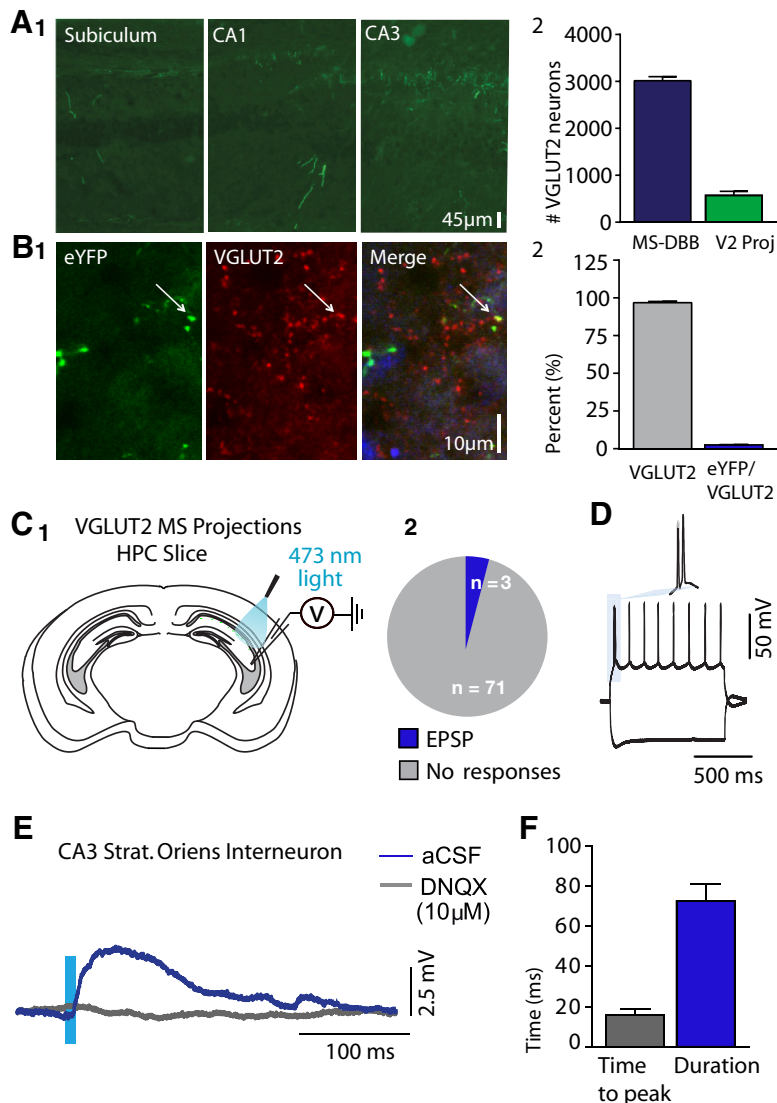 A1
Subiculum
CA1
CA3
45µm
2
4000
3000
2000
1000
0
# VGLUT2 neurons
MS-DBB
V2 Proj
B1
eYFP
VGLUT2
Merge
10µm
2
125
100
75
50
25
0
Percent (%)
VGLUT2
eYFP/
VGLUT2
C1
VGLUT2 MS Projections
HPC Slice
473 nm
light
V
2
n = 3
n = 71
EPSP
No responses
D
50 mV
500 ms
E
CA3 Strat. Oriens Interneuron
aCSF
DNQX
(10µM)
2.5 mV
100 ms
F
100
80
60
40
20
0
Time (ms)
Time
to peak
Duration